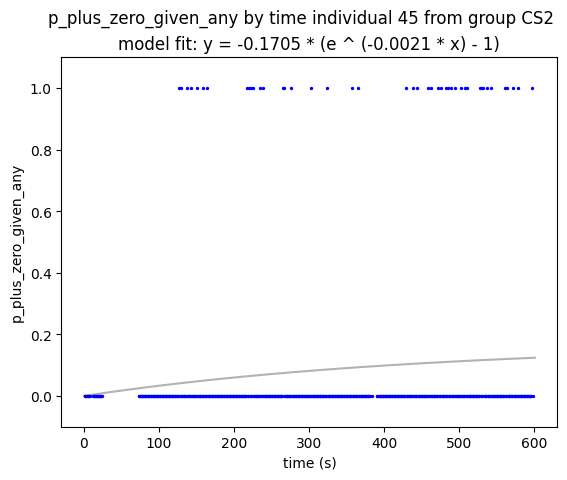 p_plus_zero_given_any by time individual 45 from group CS2
model fit: y = -0.1705 * (e ^ (-0.0021 * x) - 1)
p_plus_zero_given_any
1.0
0.8
0.6
0.4
0.2
0.0
0 100 200 300 400 500 600
time (s)